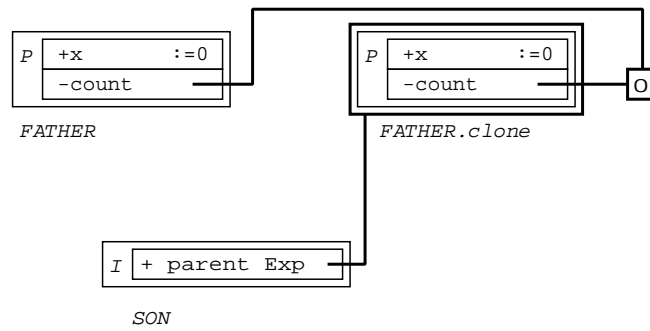 P +x :=0
-count
FATHER
P +x :=0
-count
O
FATHER.clone
I + parent Exp
SON